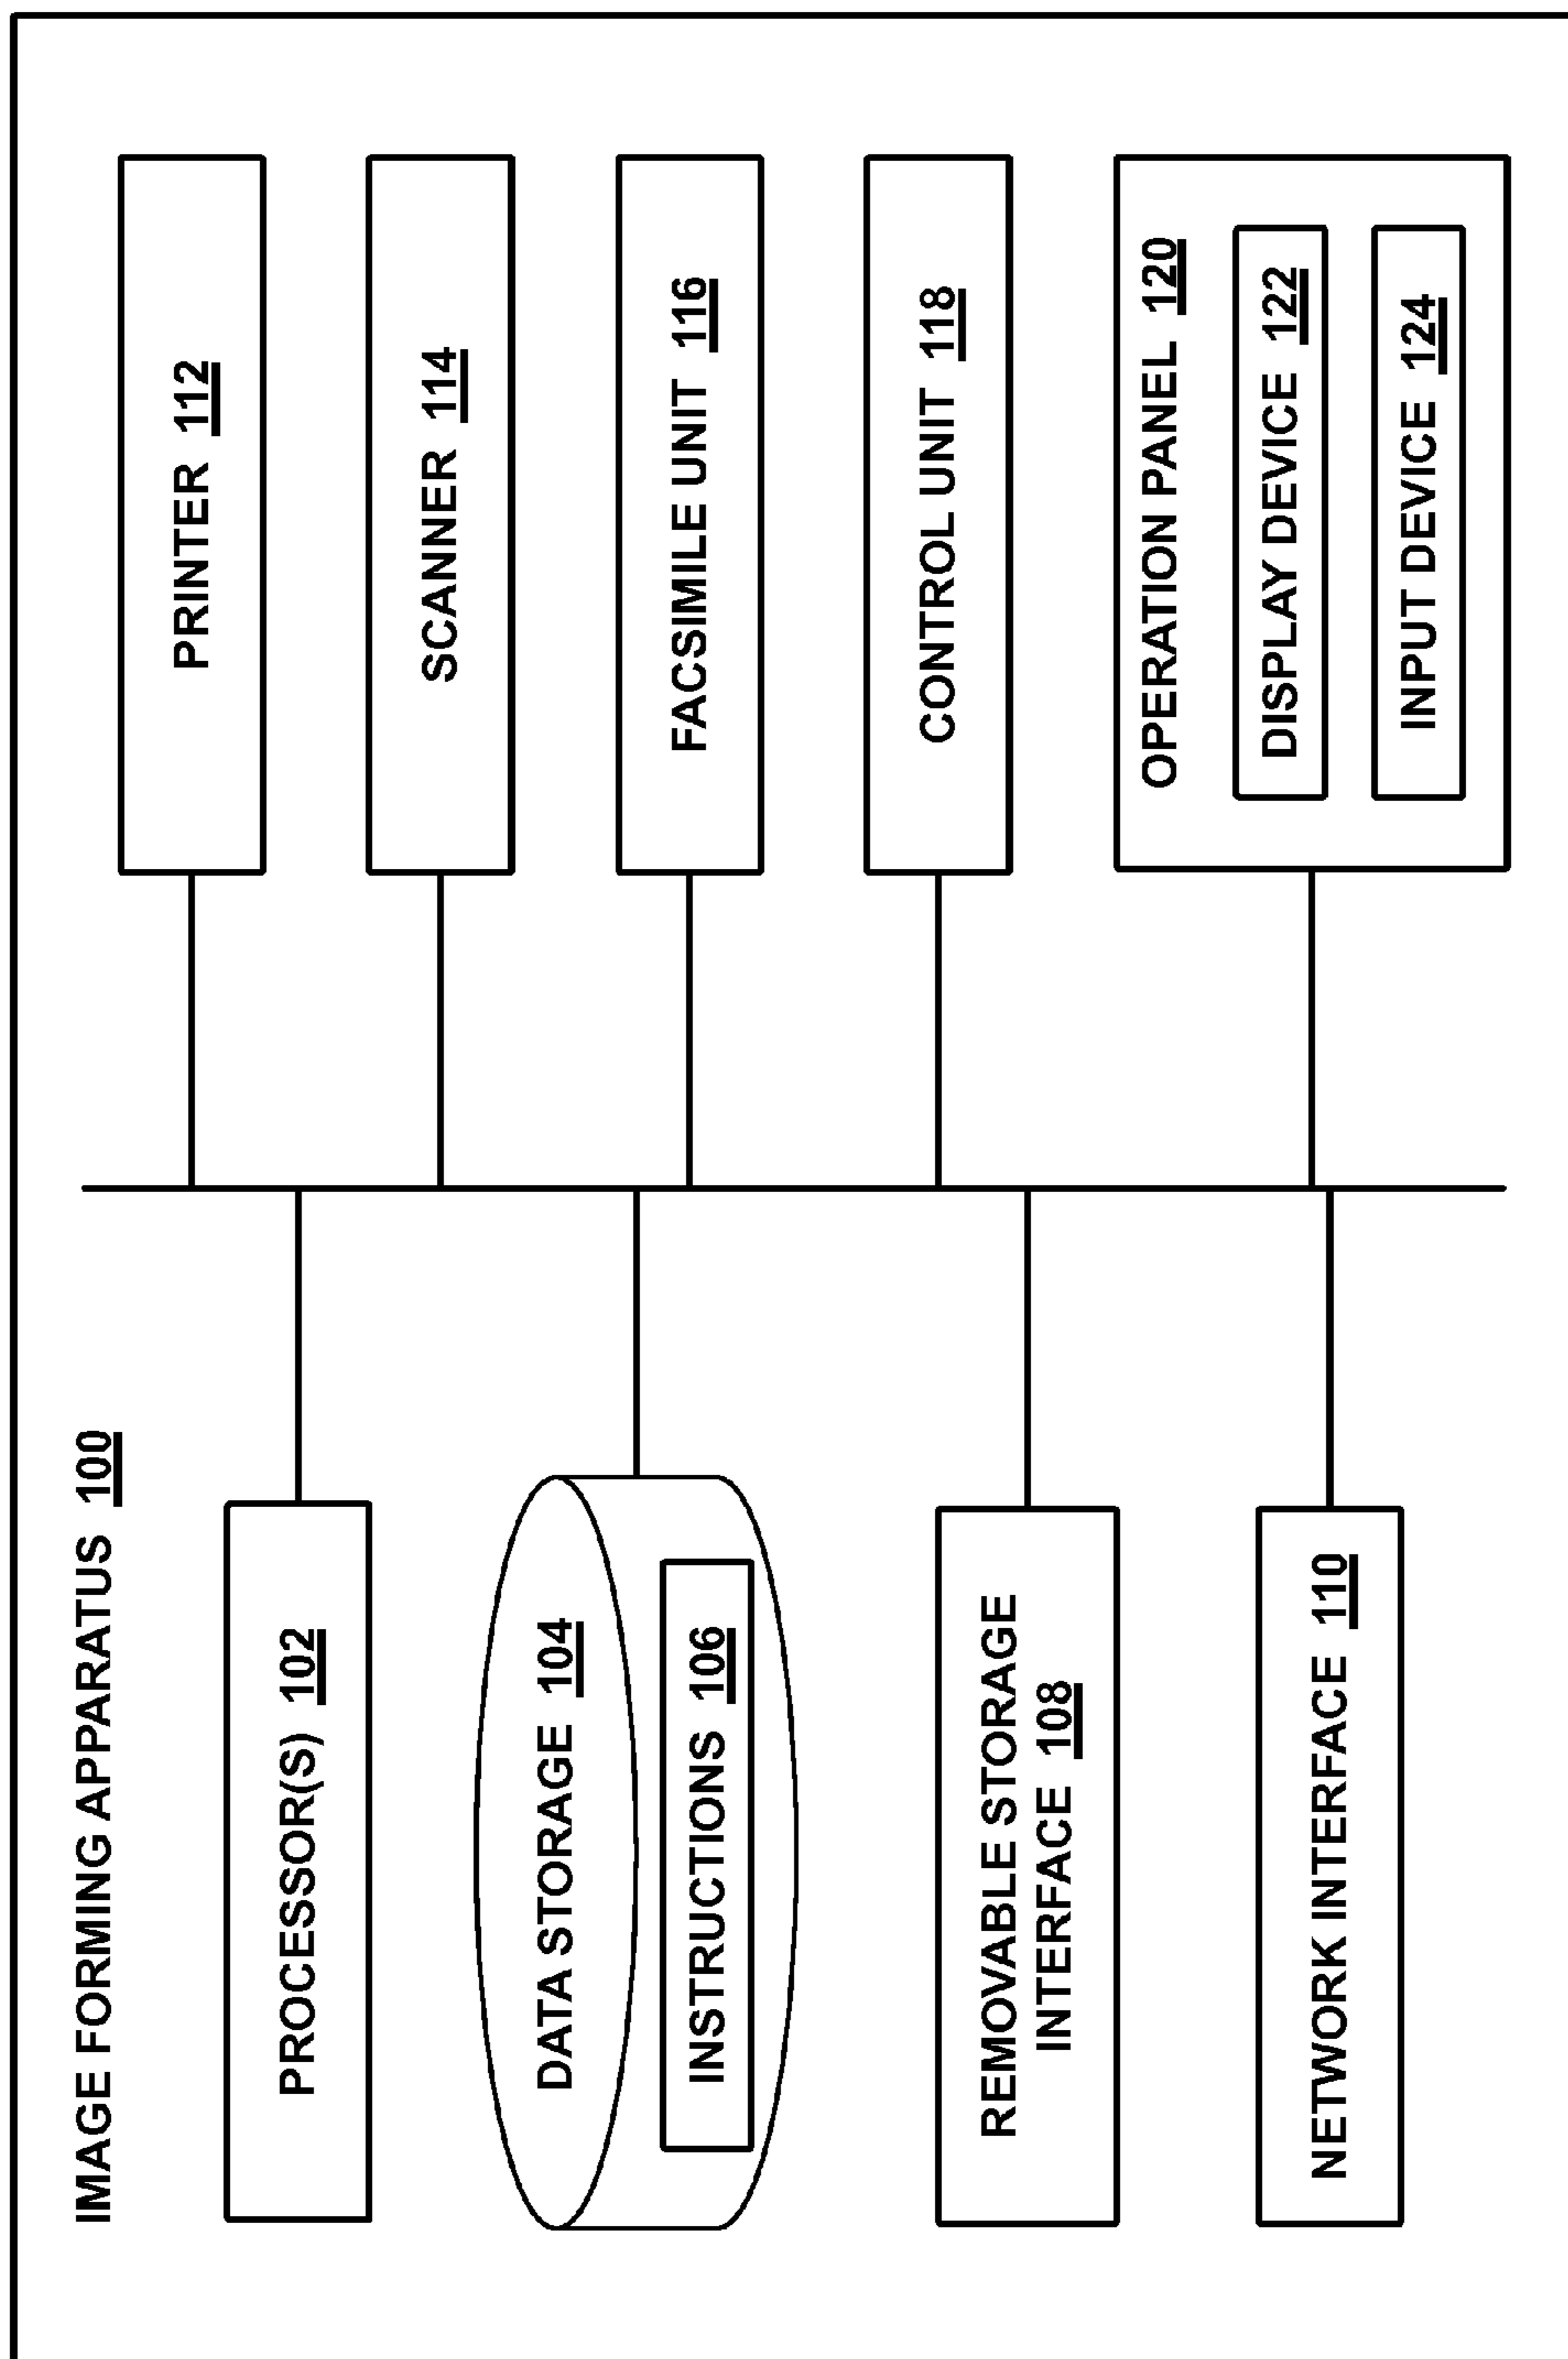 IMAGE FORMING APPARATUS 100
PROCESSOR(S) 102
DATA STORAGE 104
INSTRUCTIONS 106
REMOVABLE STORAGE
INTERFACE 108
NETWORK INTERFACE 110
PRINTER 112
SCANNER 114
FACSIMILE UNIT 116
CONTROL UNIT 118
OPERATION PANEL 120
DISPLAY DEVICE 122
INPUT DEVICE 124